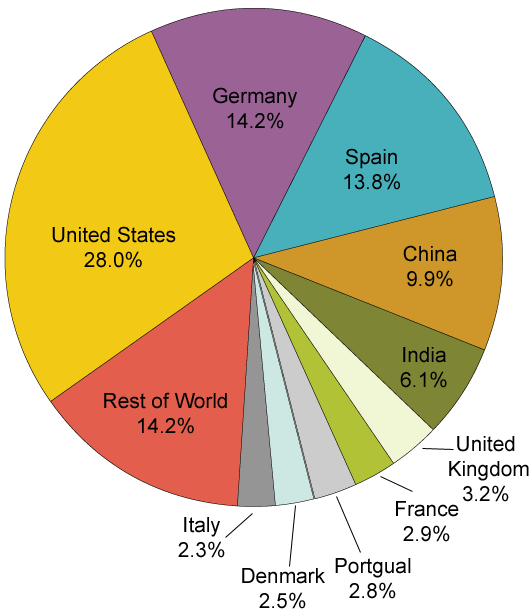 Germany
14.2%
Spain
13.8%
United States
28.0%
China
9.9%
India
6.1%
Rest of World
14.2%
United
Kingdom
3.2%
France
2.9%
Portgual
2.8%
Denmark
2.5%
Italy
2.3%